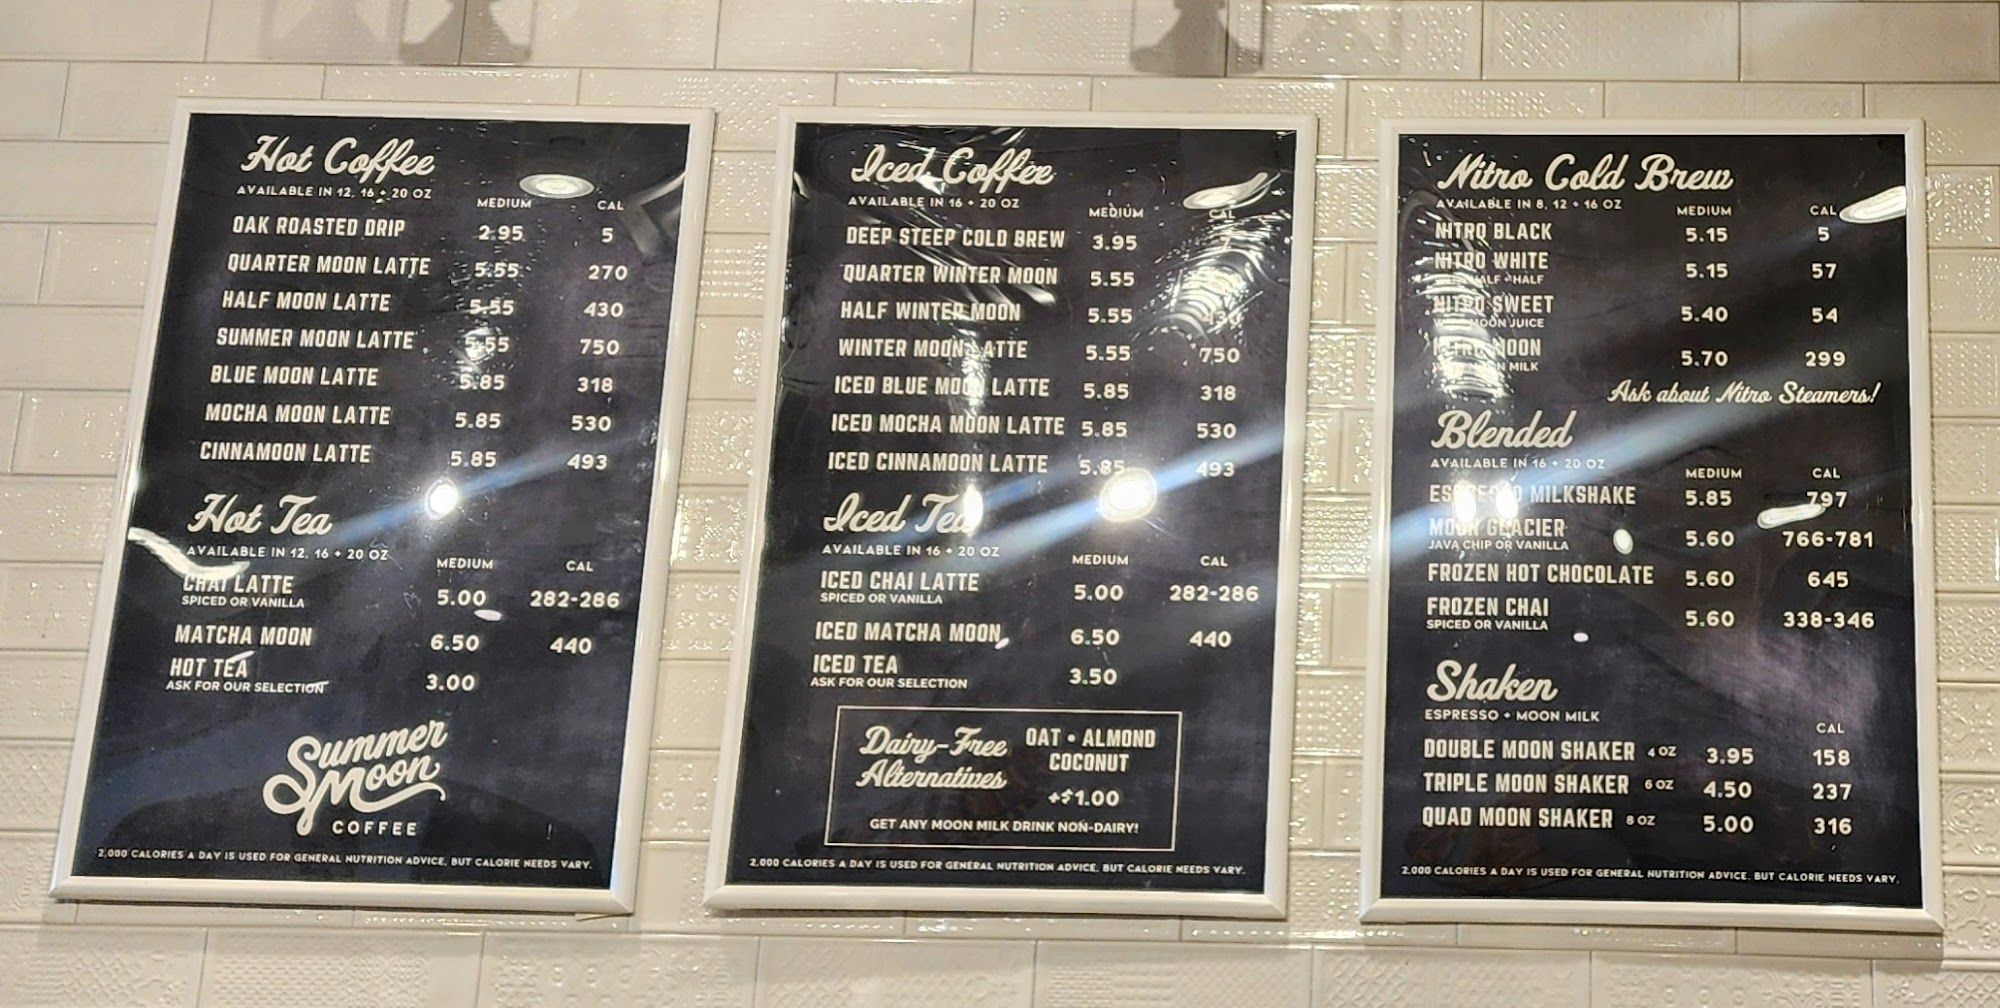 Hot Coffee
AVAILABLE IN 12, 16 + 20 OZ
MEDIUM CAL
OAK ROASTED DRIP 2.95 5
QUARTER MOON LATTE 5.55 270
HALF MOON LATTE 5.55 430
SUMMER MOON LATTE 5.55 750
BLUE MOON LATTE 5.85 318
MOCHA MOON LATTE 5.85 530
CINNAMOON LATTE 5.85 493
Hot Tea
AVAILABLE IN 12, 16 + 20 OZ
MEDIUM CAL
CHAI LATTE 5.00 282-286
SPICED OR VANILLA
MATCHA MOON 6.50 440
HOT TEA 3.00
ASK FOR OUR SELECTION
Summer
Moon
COFFEE
2,000 CALORIES A DAY IS USED FOR GENERAL NUTRITION ADVICE, BUT CALORIE NEEDS VARY.
Iced Coffee
AVAILABLE IN 16 + 20 OZ
MEDIUM CAL
DEEP STEEP COLD BREW 3.95
QUARTER WINTER MOON 5.55
HALF WINTER MOON 5.55 430
WINTER MOON LATTE 5.55 750
ICED BLUE MOON LATTE 5.85 318
ICED MOCHA MOON LATTE 5.85 530
ICED CINNAMOON LATTE 5.85 493
Iced Tea
AVAILABLE IN 16 + 20 OZ
MEDIUM CAL
ICED CHAI LATTE 5.00 282-286
SPICED OR VANILLA
ICED MATCHA MOON 6.50 440
ICED TEA 3.50
ASK FOR OUR SELECTION
Dairy-Free OAT • ALMOND
Alternatives COCONUT
+$1.00
GET ANY MOON MILK DRINK NON-DAIRY!
2,000 CALORIES A DAY IS USED FOR GENERAL NUTRITION ADVICE, BUT CALORIE NEEDS VARY.
Nitro Cold Brew
AVAILABLE IN 8, 12 + 16 OZ
MEDIUM CAL
NITRO BLACK 5.15 5
NITRO WHITE 5.15 57
HALF + HALF
NITRO SWEET 5.40 54
MOON JUICE
NITRO MOON 5.70 299
MILK
Ask about Nitro Steamers!
Blended
AVAILABLE IN 16 + 20 OZ
MEDIUM CAL
ESPRESSO MILKSHAKE 5.85 797
MOON GLACIER 5.60 766-781
JAVA CHIP OR VANILLA
FROZEN HOT CHOCOLATE 5.60 645
FROZEN CHAI 5.60 338-346
SPICED OR VANILLA
Shaken
ESPRESSO + MOON MILK
CAL
DOUBLE MOON SHAKER 4 OZ 3.95 158
TRIPLE MOON SHAKER 6 OZ 4.50 237
QUAD MOON SHAKER 8 OZ 5.00 316
2,000 CALORIES A DAY IS USED FOR GENERAL NUTRITION ADVICE, BUT CALORIE NEEDS VARY.